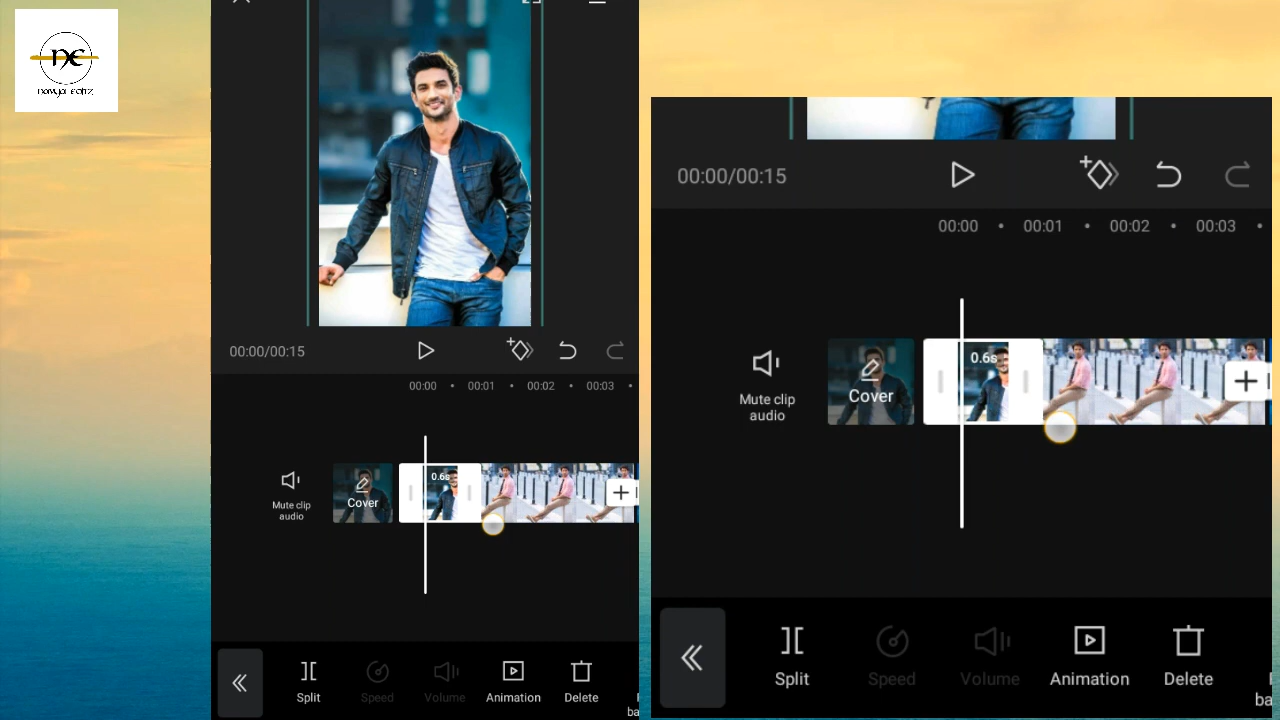 00:00/00:15
00:00 • 00:01 • 00:02 • 00:03 •
0.6s
Cover
Mute clip
audio
Split
Speed
Volume
Animation
Delete
00:00/00:15
00:00 • 00:01 • 00:02 • 00:03 •
0.6s
Cover
Mute clip
audio
Split
Speed
Volume
Animation
Delete
ba